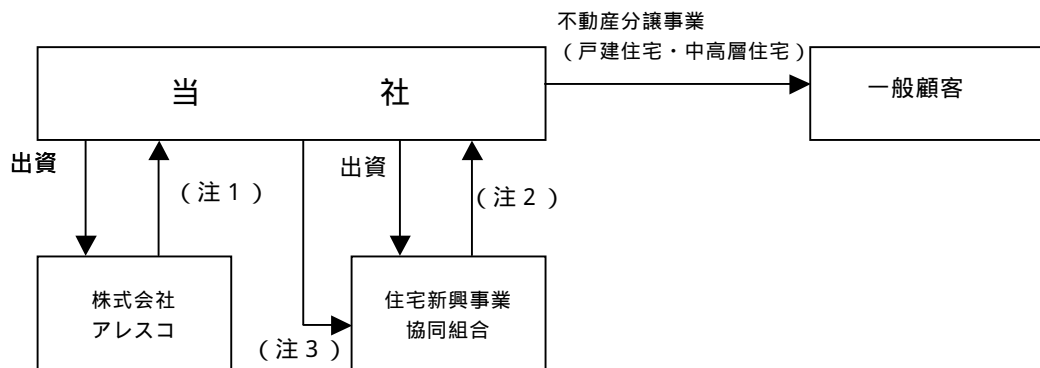 不動産分譲事業
（戸建住宅・中高層住宅）
当　　社
一般顧客
出資
（注１）
出資
（注２）
株式会社
アレスコ
住宅新興事業
協同組合
（注３）